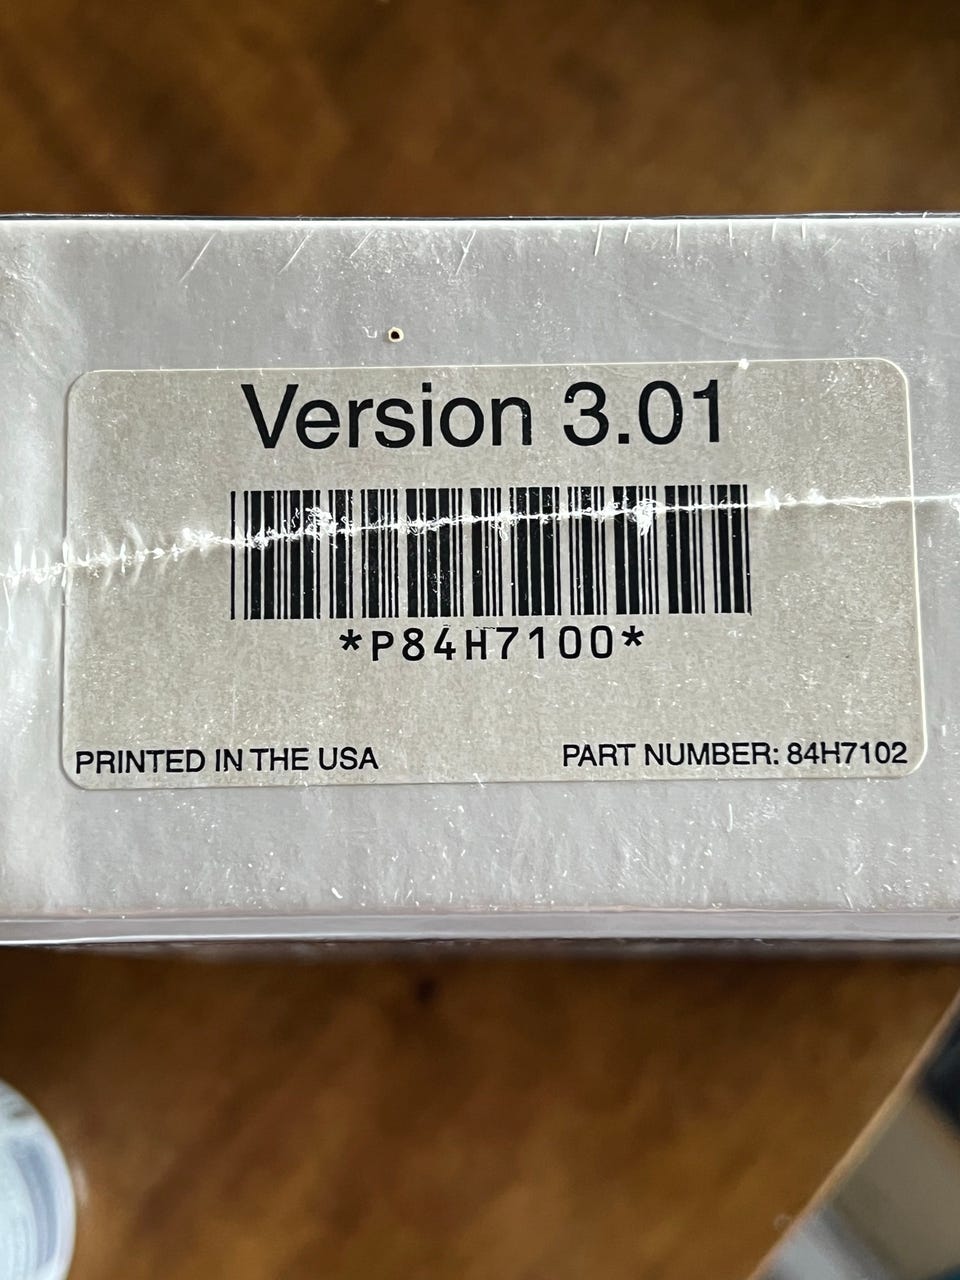 Version 3.01
*P84H7100*
PRINTED IN THE USA
PART NUMBER: 84H7102